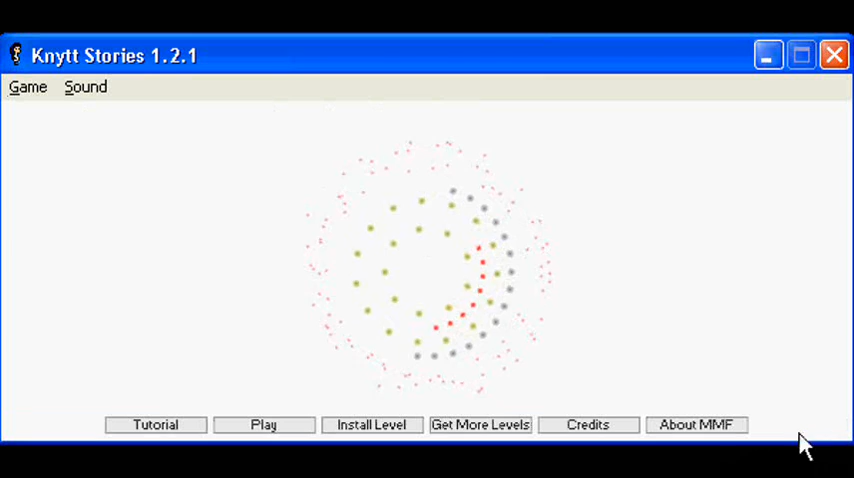 Knytt Stories 1.2.1
Game Sound
Tutorial Play Install Level Get More Levels Credits About MMF